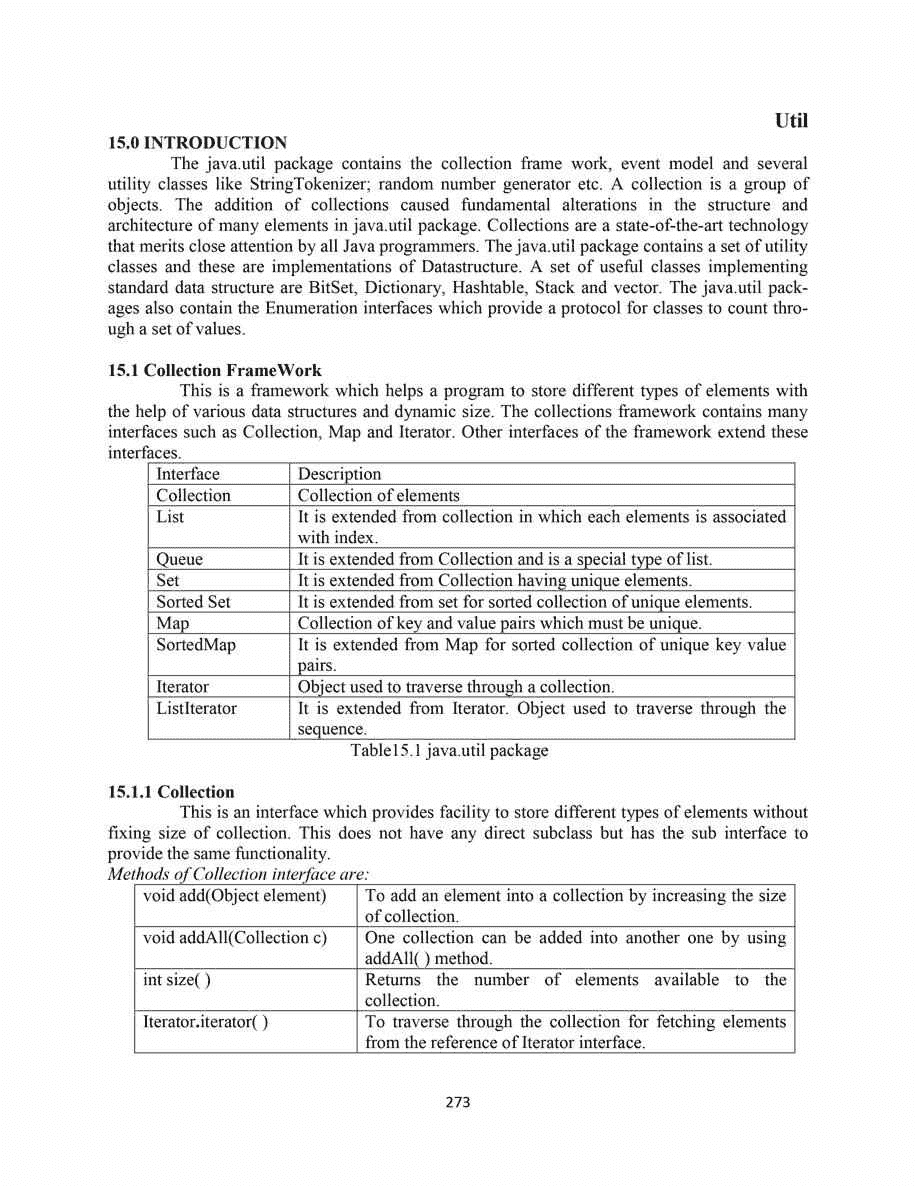 Util
15.0 INTRODUCTION
The java.util package contains the collection frame work, event model and several
utility classes like StringTokenizer; random number generator etc. A collection is a group of
objects. The addition of collections caused fundamental alterations in the structure and
architecture of many elements in java.util package. Collections are a state-of-the-art technology
that merits close attention by all Java programmers. The java.util package contains a set of utility
classes and these are implementations of Datastructure. A set of useful classes implementing
standard data structure are BitSet, Dictionary, Hashtable, Stack and vector. The java.util pack-
ages also contain the Enumeration interfaces which provide a protocol for classes to count thro-
ugh a set of values.
15.1 Collection FrameWork
This is a framework which helps a program to store different types of elements with
the help of various data structures and dynamic size. The collections framework contains many
interfaces such as Collection, Map and Iterator. Other interfaces of the framework extend these
interfaces.
Interface Description
Collection Collection of elements
List It is extended from collection in which each elements is associated
with index.
Queue It is extended from Collection and is a special type of list.
Set It is extended from Collection having unique elements.
Sorted Set It is extended from set for sorted collection of unique elements.
Map Collection of key and value pairs which must be unique.
SortedMap It is extended from Map for sorted collection of unique key value
pairs.
Iterator Object used to traverse through a collection.
ListIterator It is extended from Iterator. Object used to traverse through the
sequence.
Table15.1 java.util package
15.1.1 Collection
This is an interface which provides facility to store different types of elements without
fixing size of collection. This does not have any direct subclass but has the sub interface to
provide the same functionality.
Methods of Collection interface are:
void add(Object element) To add an element into a collection by increasing the size
of collection.
void addAll(Collection c) One collection can be added into another one by using
addAll( ) method.
int size( ) Returns the number of elements available to the
collection.
Iterator.iterator( ) To traverse through the collection for fetching elements
from the reference of Iterator interface.
273